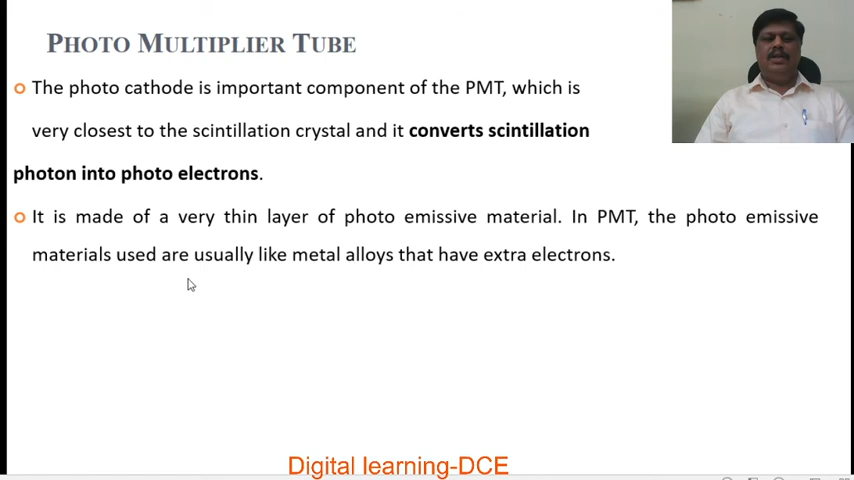 PHOTO MULTIPLIER TUBE
The photo cathode is important component of the PMT, which is
very closest to the scintillation crystal and it converts scintillation
photon into photo electrons.
It is made of a very thin layer of photo emissive material. In PMT, the photo emissive
materials used are usually like metal alloys that have extra electrons.
Digital learning-DCE